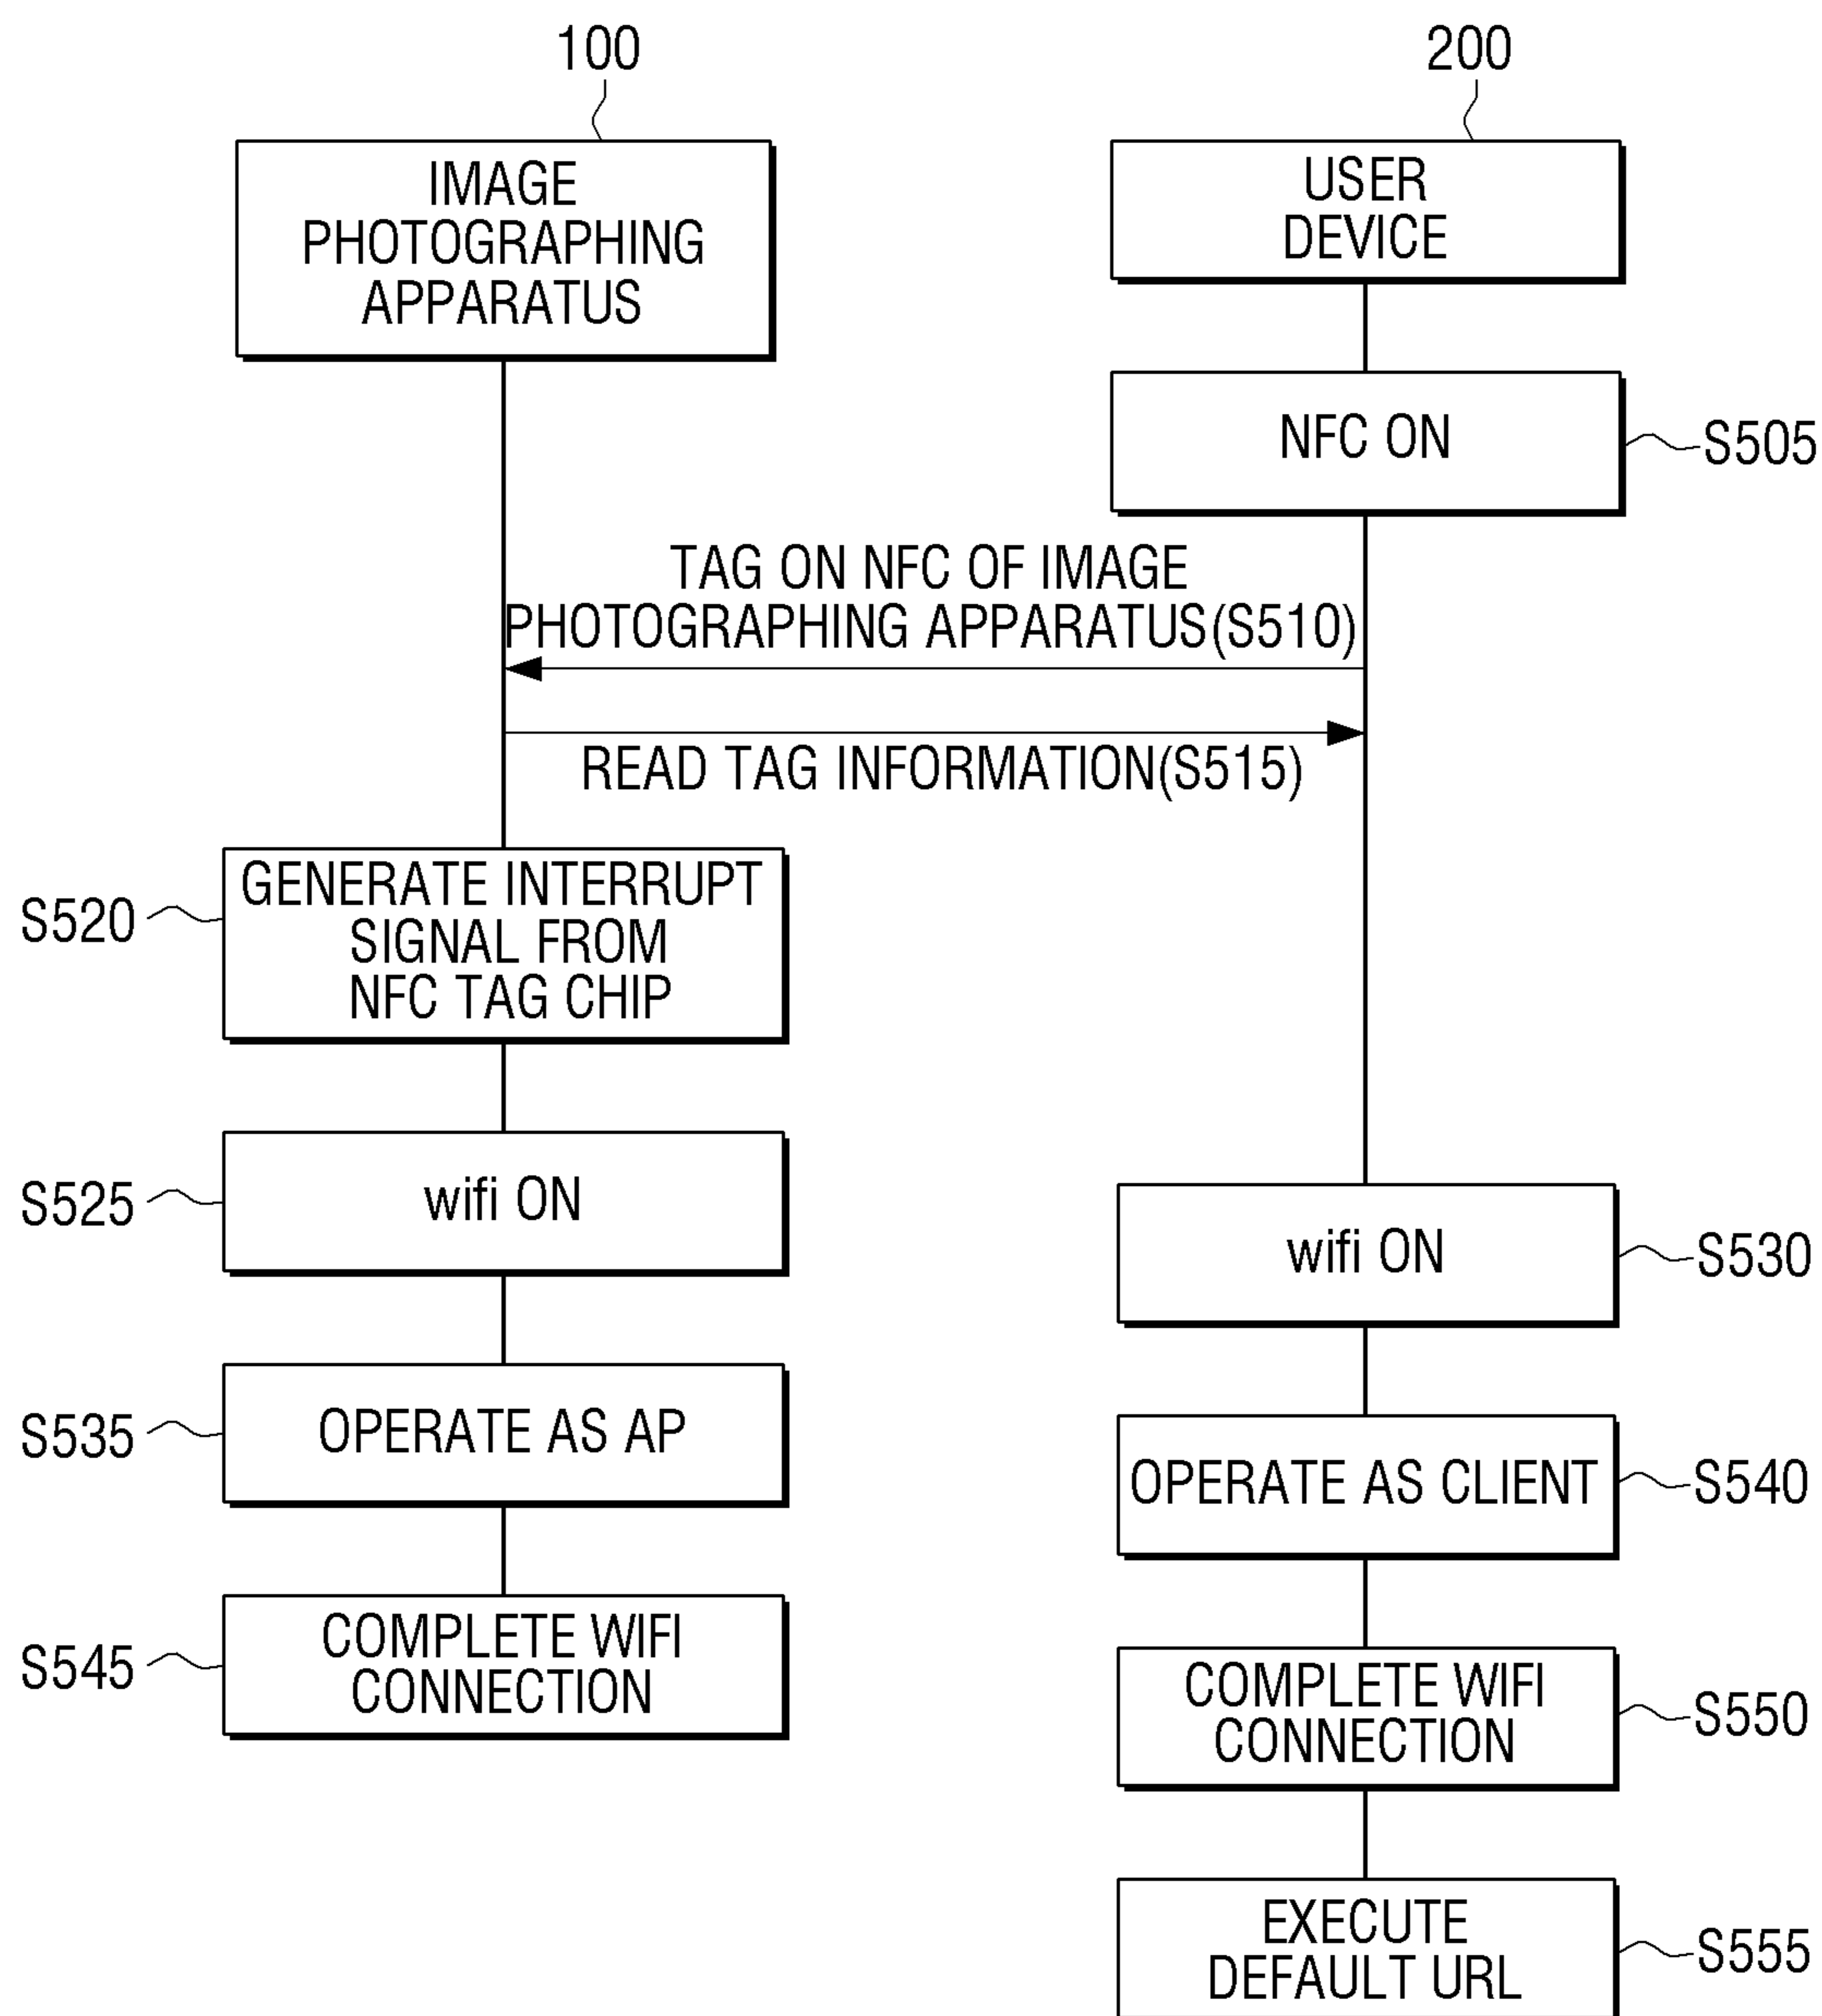 100
200
IMAGE
PHOTOGRAPHING
APPARATUS
USER
DEVICE
NFC ON
S505
TAG ON NFC OF IMAGE
PHOTOGRAPHING APPARATUS(S510)
READ TAG INFORMATION(S515)
S520
GENERATE INTERRUPT
SIGNAL FROM
NFC TAG CHIP
S525
wifi ON
wifi ON
S530
S535
OPERATE AS AP
OPERATE AS CLIENT
S540
S545
COMPLETE WIFI
CONNECTION
COMPLETE WIFI
CONNECTION
S550
EXECUTE
DEFAULT URL
S555